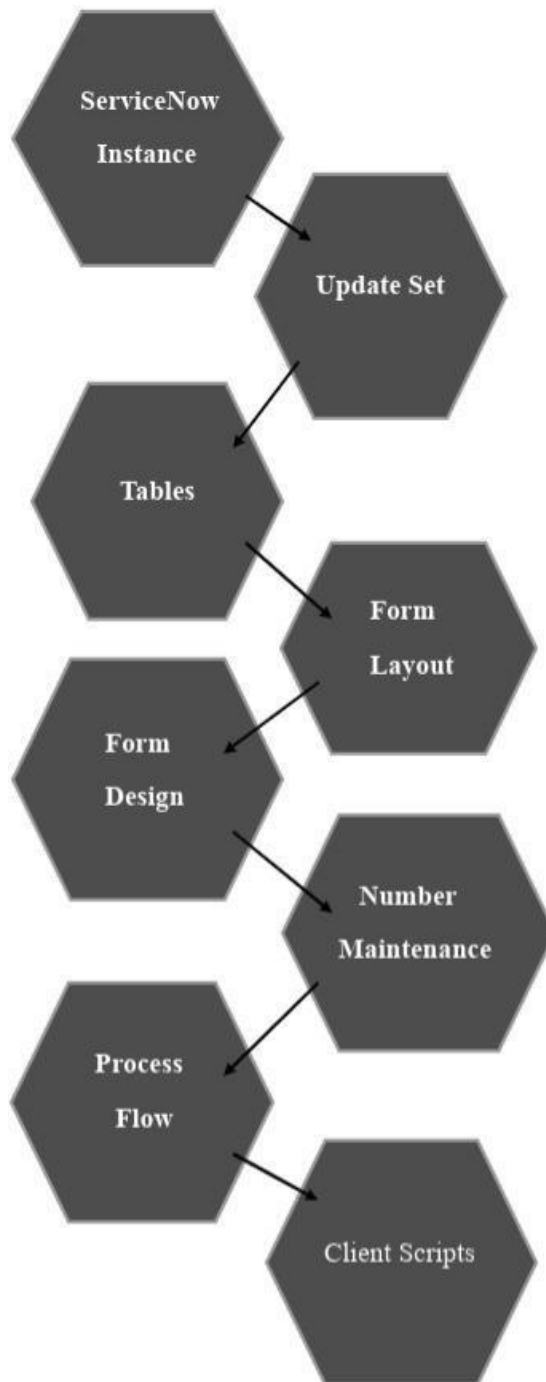 ServiceNow
Instance
Update Set
Tables
Form
Layout
Form
Design
Number
Maintenance
Process
Flow
Client Scripts